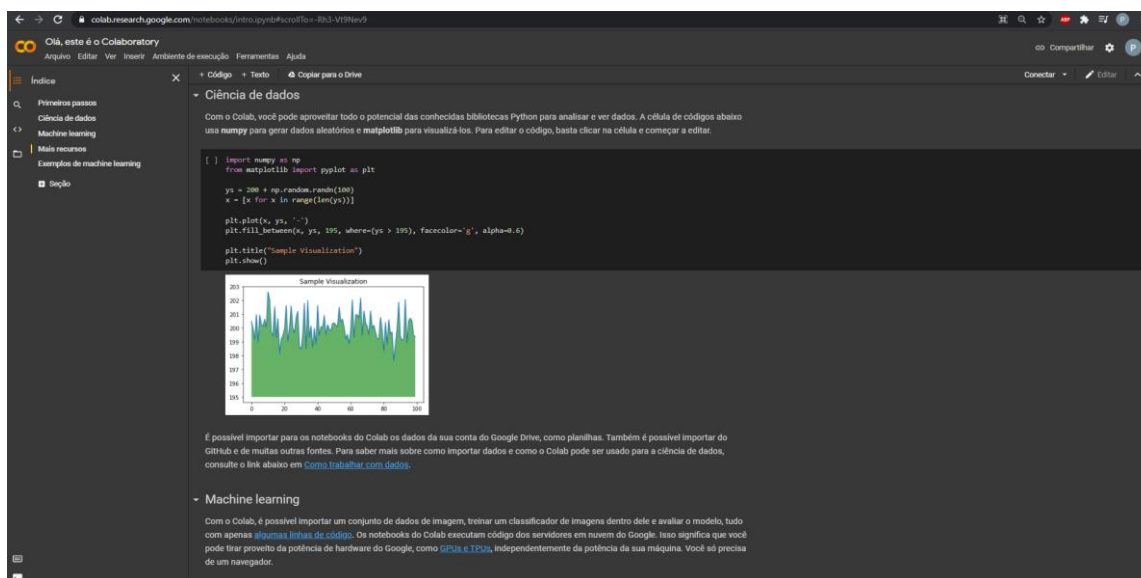 colab.research.google.com/notebooks/intro.ipynb#scrollTo=-Rh3-Vt9Nev9
Olá, este é o Colaboratory
Arquivo Editar Ver Inserir Ambiente de execução Ferramentas Ajuda
Compartilhar
P
Índice
Primeiros passos
Ciência de dados
Machine learning
Mais recursos
Exemplos de machine learning
Seção
+ Código + Texto Copiar para o Drive
Conectar
Editar
Ciência de dados
Com o Colab, você pode aproveitar todo o potencial das conhecidas bibliotecas Python para analisar e ver dados. A célula de códigos abaixo
usa numpy para gerar dados aleatórios e matplotlib para visualizá-los. Para editar o código, basta clicar na célula e começar a editar.
[ ] import numpy as np
from matplotlib import pyplot as plt
ys = 200 + np.random.randn(100)
x = [x for x in range(len(ys))]
plt.plot(x, ys, '-')
plt.fill_between(x, ys, 195, where=(ys > 195), facecolor='g', alpha=0.6)
plt.title("Sample Visualization")
plt.show()
Sample Visualization
203
202
201
200
199
198
197
196
195
0 20 40 60 80 100
É possível importar para os notebooks do Colab os dados da sua conta do Google Drive, como planilhas. Também é possível importar do
GitHub e de muitas outras fontes. Para saber mais sobre como importar dados e como o Colab pode ser usado para a ciência de dados,
consulte o link abaixo em Como trabalhar com dados.
Machine learning
Com o Colab, é possível importar um conjunto de dados de imagem, treinar um classificador de imagens dentro dele e avaliar o modelo, tudo
com apenas algumas linhas de código. Os notebooks do Colab executam código dos servidores em nuvem do Google. Isso significa que você
pode tirar proveito da potência de hardware do Google, como GPUs e TPUs, independentemente da potência da sua máquina. Você só precisa
de um navegador.